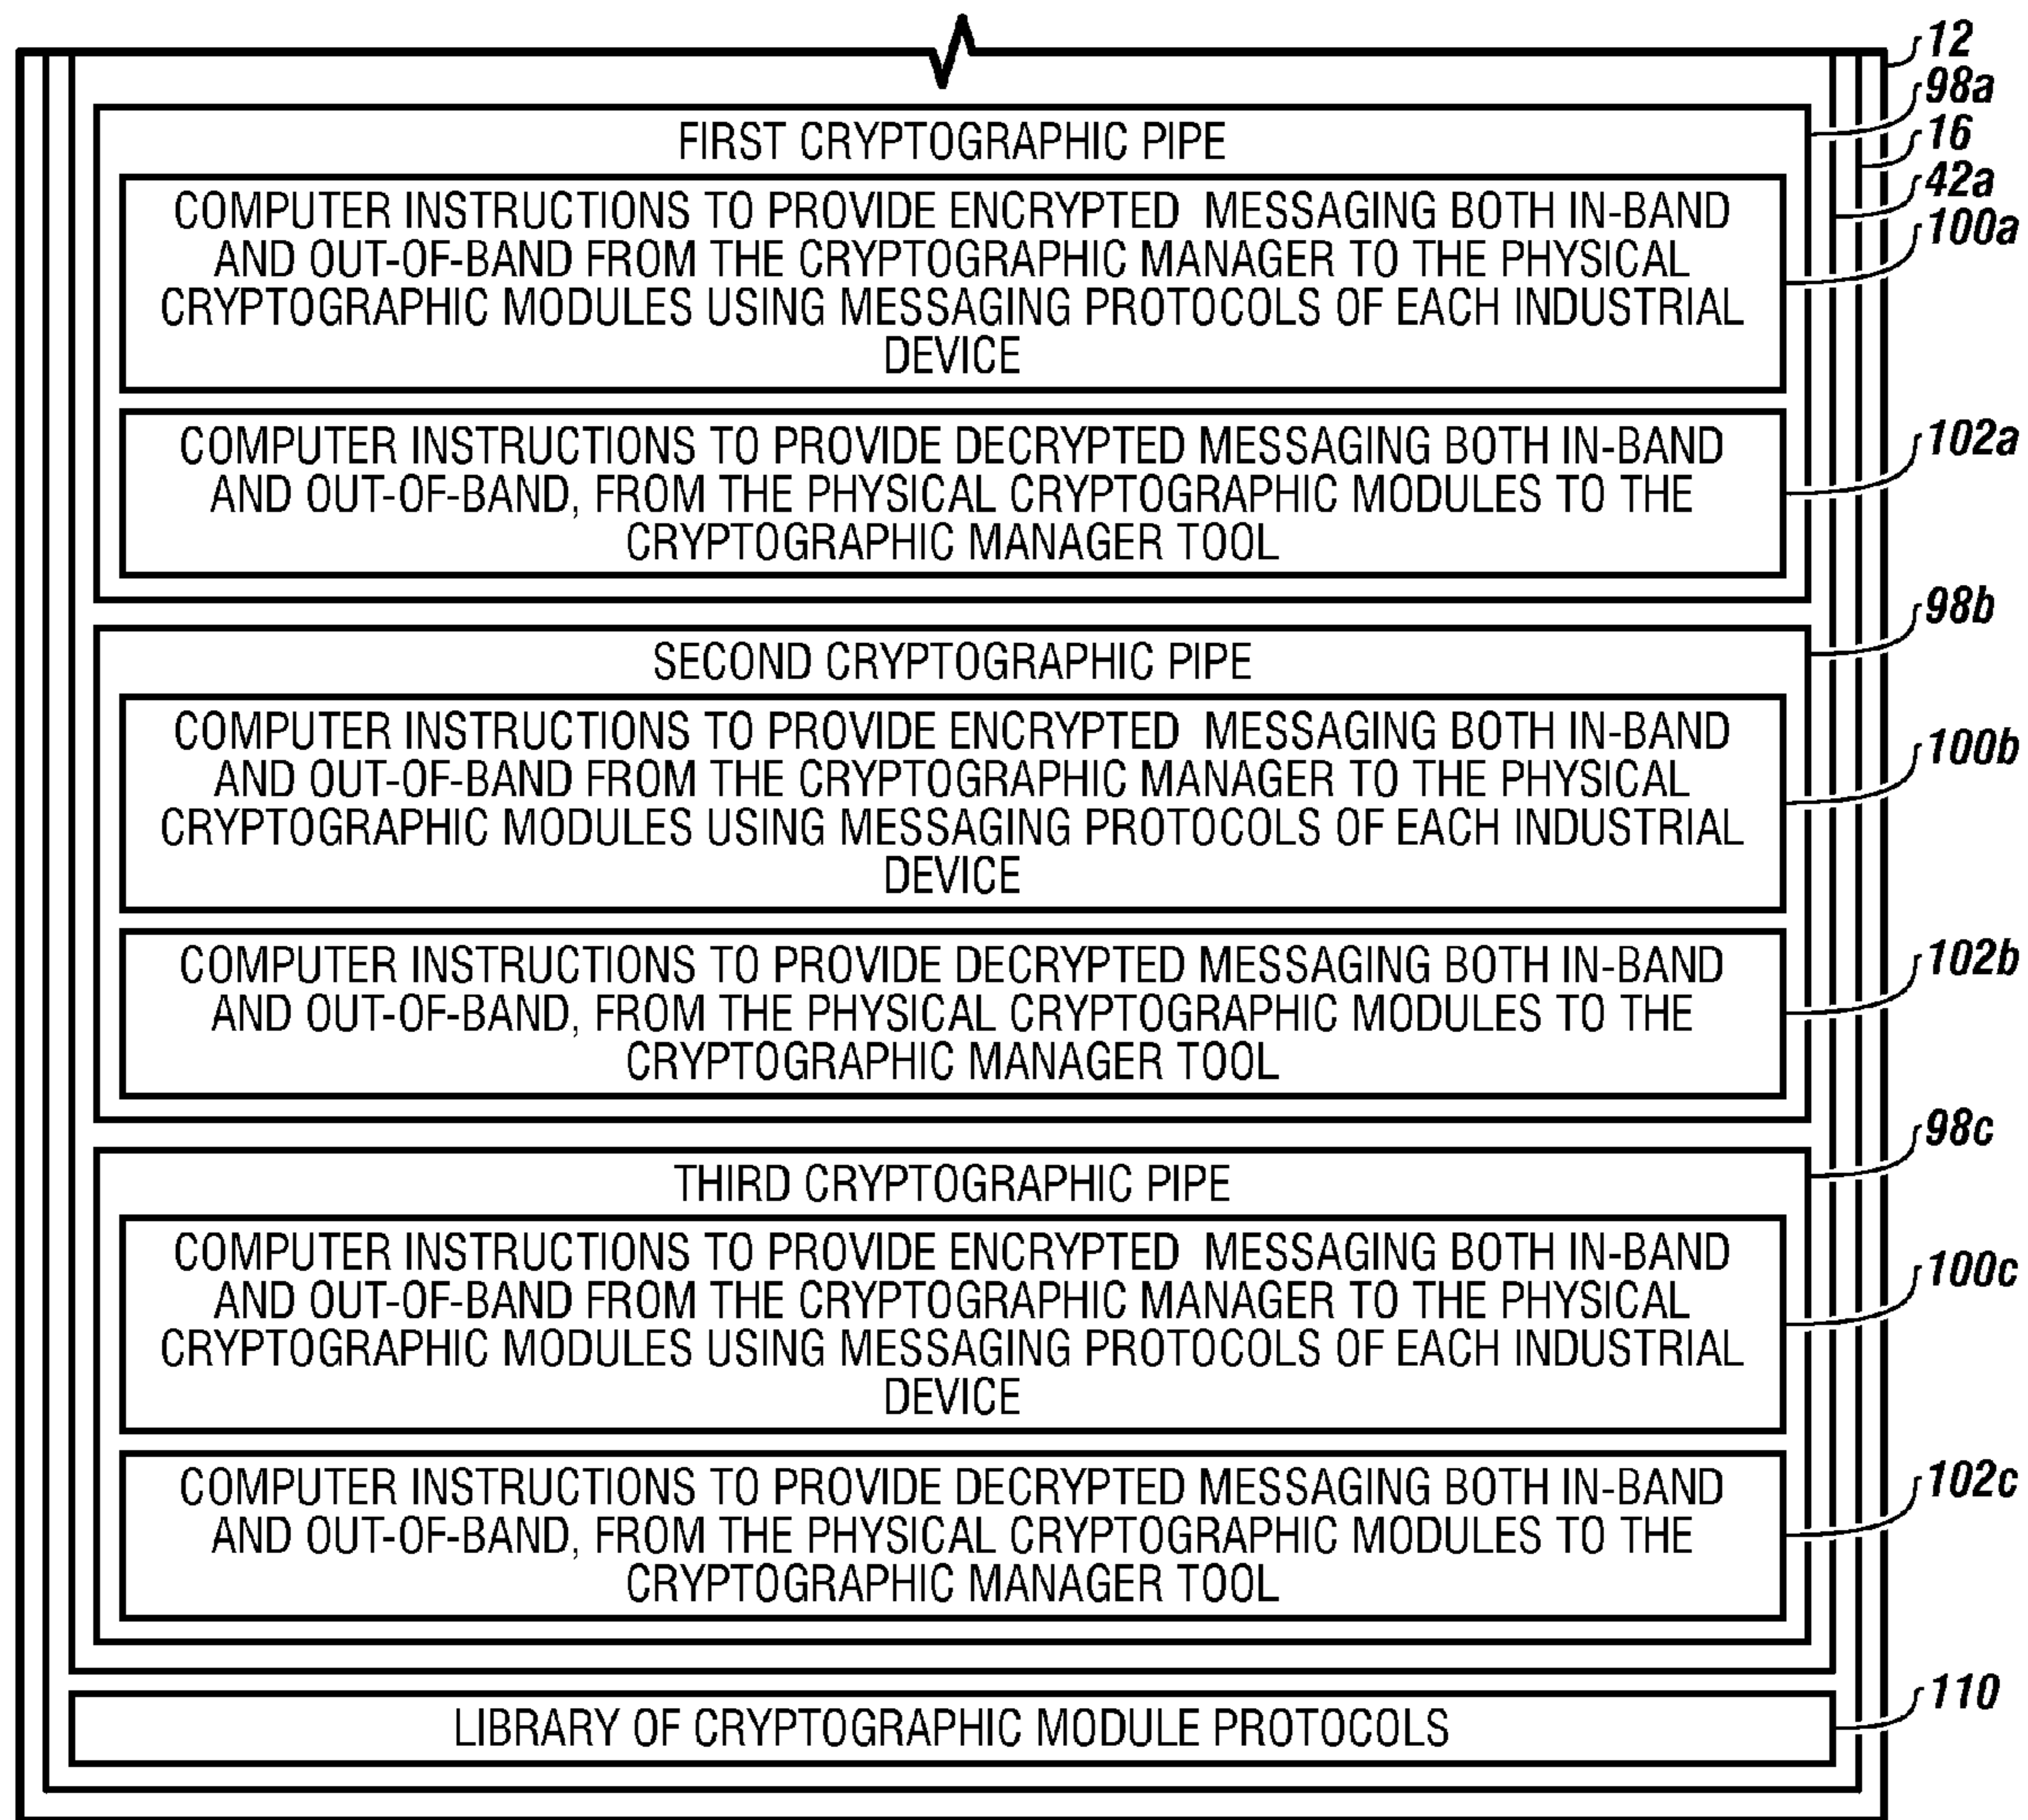 12
98a
FIRST CRYPTOGRAPHIC PIPE
16
42a
COMPUTER INSTRUCTIONS TO PROVIDE ENCRYPTED MESSAGING BOTH IN-BAND
AND OUT-OF-BAND FROM THE CRYPTOGRAPHIC MANAGER TO THE PHYSICAL
CRYPTOGRAPHIC MODULES USING MESSAGING PROTOCOLS OF EACH INDUSTRIAL
DEVICE
100a
COMPUTER INSTRUCTIONS TO PROVIDE DECRYPTED MESSAGING BOTH IN-BAND
AND OUT-OF-BAND, FROM THE PHYSICAL CRYPTOGRAPHIC MODULES TO THE
CRYPTOGRAPHIC MANAGER TOOL
102a
98b
SECOND CRYPTOGRAPHIC PIPE
COMPUTER INSTRUCTIONS TO PROVIDE ENCRYPTED MESSAGING BOTH IN-BAND
AND OUT-OF-BAND FROM THE CRYPTOGRAPHIC MANAGER TO THE PHYSICAL
CRYPTOGRAPHIC MODULES USING MESSAGING PROTOCOLS OF EACH INDUSTRIAL
DEVICE
100b
COMPUTER INSTRUCTIONS TO PROVIDE DECRYPTED MESSAGING BOTH IN-BAND
AND OUT-OF-BAND, FROM THE PHYSICAL CRYPTOGRAPHIC MODULES TO THE
CRYPTOGRAPHIC MANAGER TOOL
102b
98c
THIRD CRYPTOGRAPHIC PIPE
COMPUTER INSTRUCTIONS TO PROVIDE ENCRYPTED MESSAGING BOTH IN-BAND
AND OUT-OF-BAND FROM THE CRYPTOGRAPHIC MANAGER TO THE PHYSICAL
CRYPTOGRAPHIC MODULES USING MESSAGING PROTOCOLS OF EACH INDUSTRIAL
DEVICE
100c
COMPUTER INSTRUCTIONS TO PROVIDE DECRYPTED MESSAGING BOTH IN-BAND
AND OUT-OF-BAND, FROM THE PHYSICAL CRYPTOGRAPHIC MODULES TO THE
CRYPTOGRAPHIC MANAGER TOOL
102c
LIBRARY OF CRYPTOGRAPHIC MODULE PROTOCOLS
110